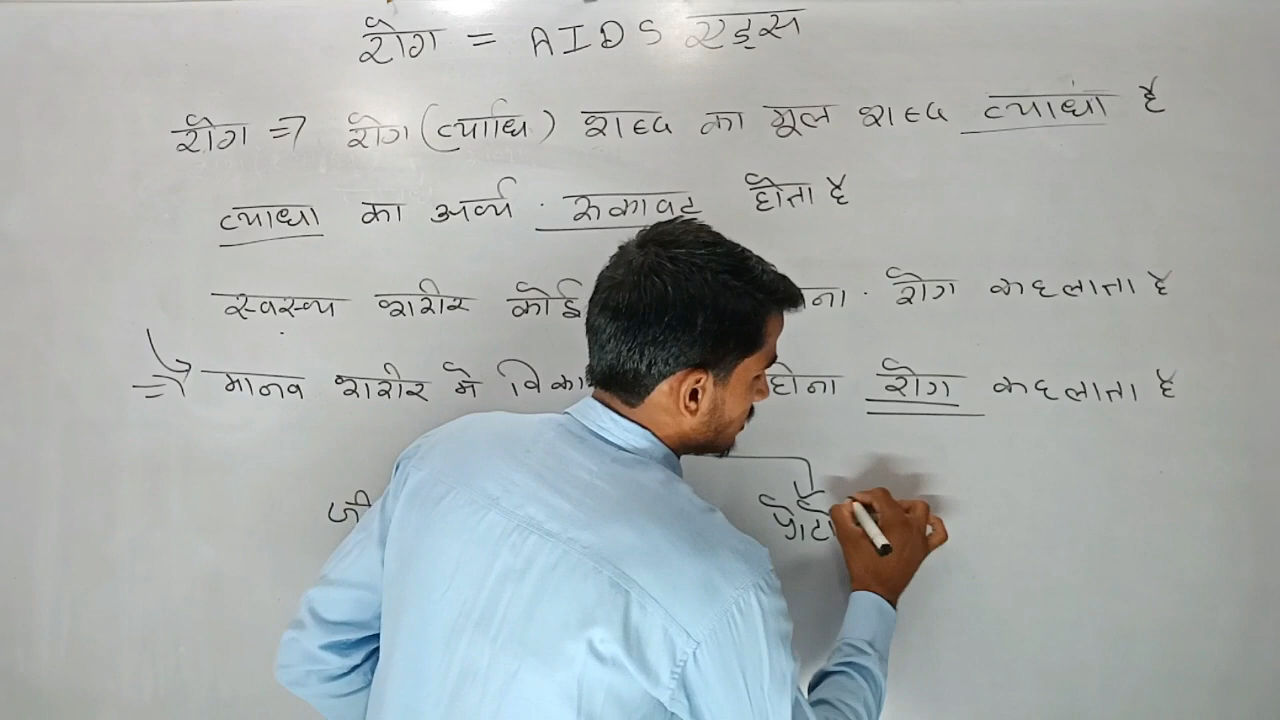 रोग = AIDS एड्स
रोग => रोग (व्याधि) शब्द का मूल शब्द व्याधा है
व्याधा का अर्थ रुकावट होता है
स्वस्थ शरीर कोई ना रोग कहलाता है
=> मानव शरीर मे विका होना रोग कहलाता है
जी प्रोटो